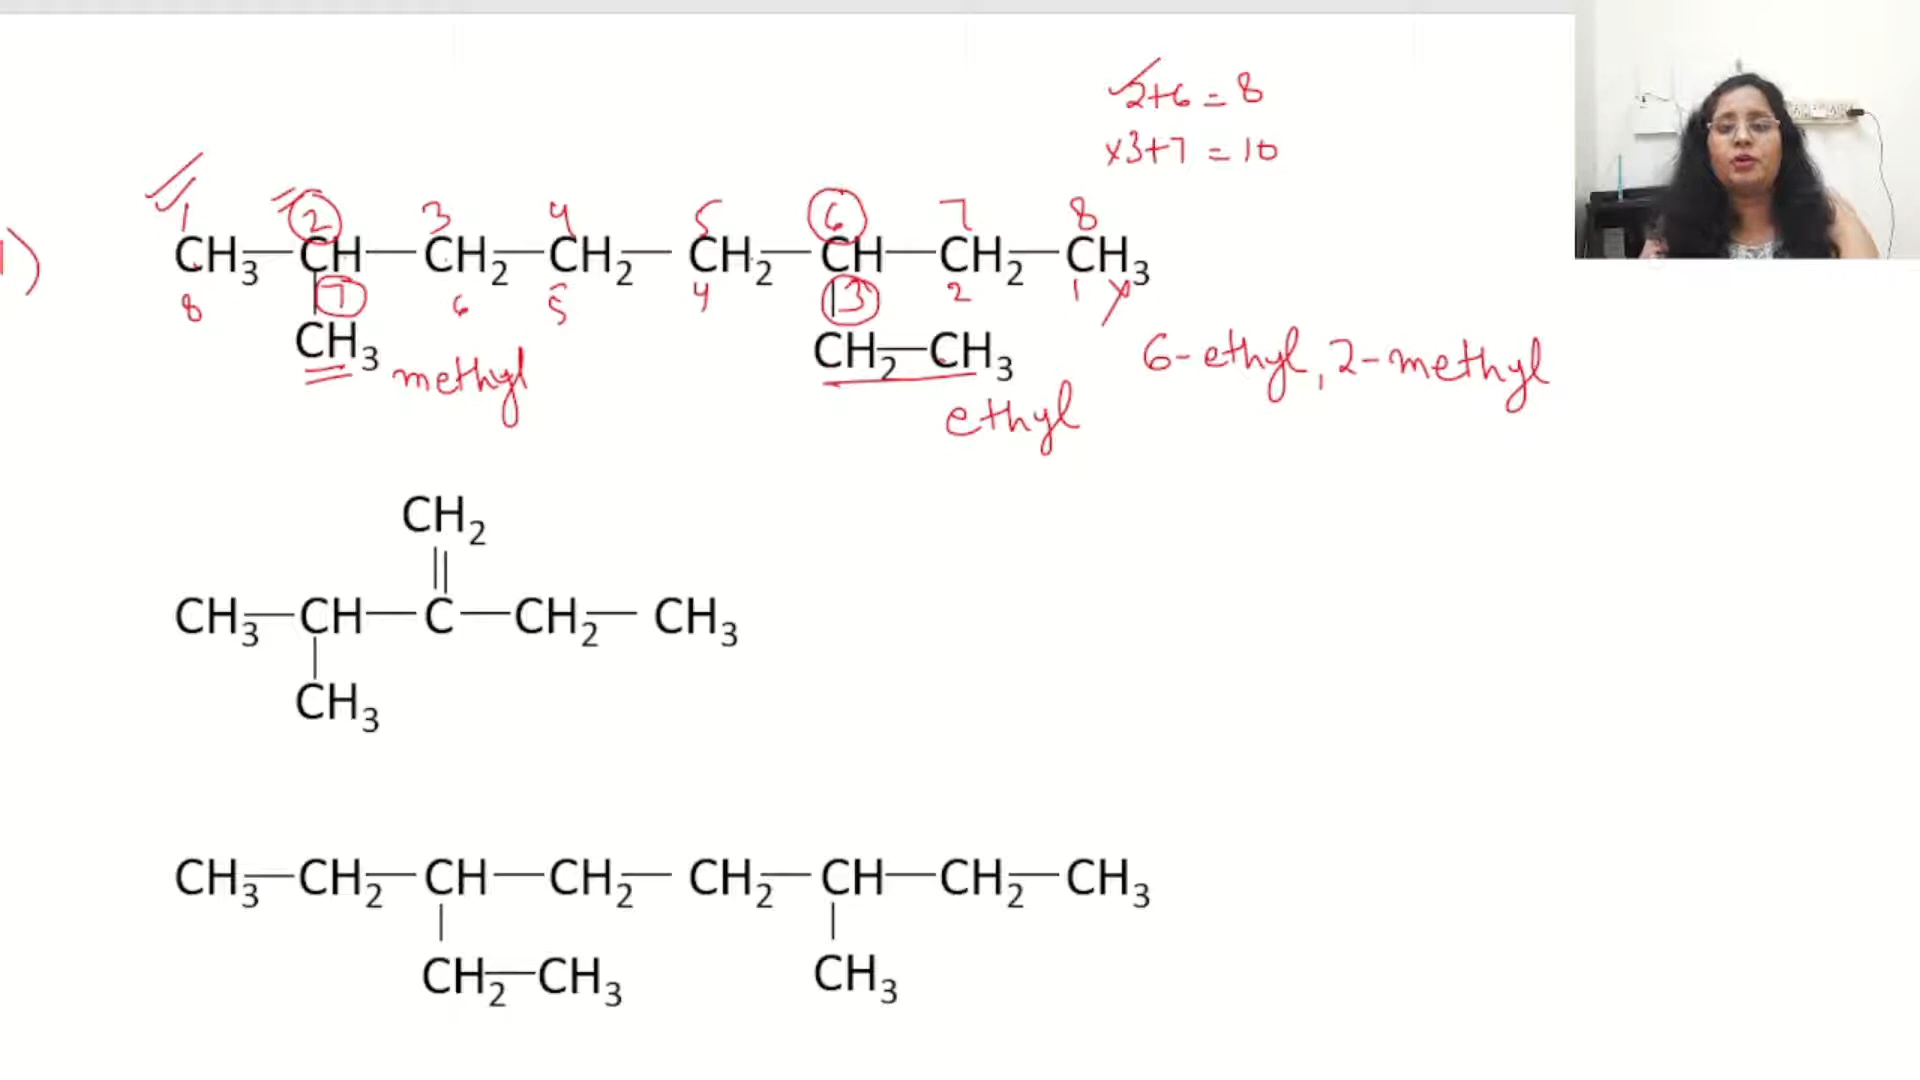 2+6 = 8
x3+7 = 10
1 2 3 4 5 6 7 8
1)
CH3—CH—CH2—CH2—CH2—CH—CH2—CH3
8 7 6 5 4 3 2 1
CH3 CH2—CH3
methyl 6-ethyl, 2-methyl
ethyl
CH2
CH3—CH—C—CH2—CH3
CH3
CH3—CH2—CH—CH2—CH2—CH—CH2—CH3
CH2—CH3 CH3